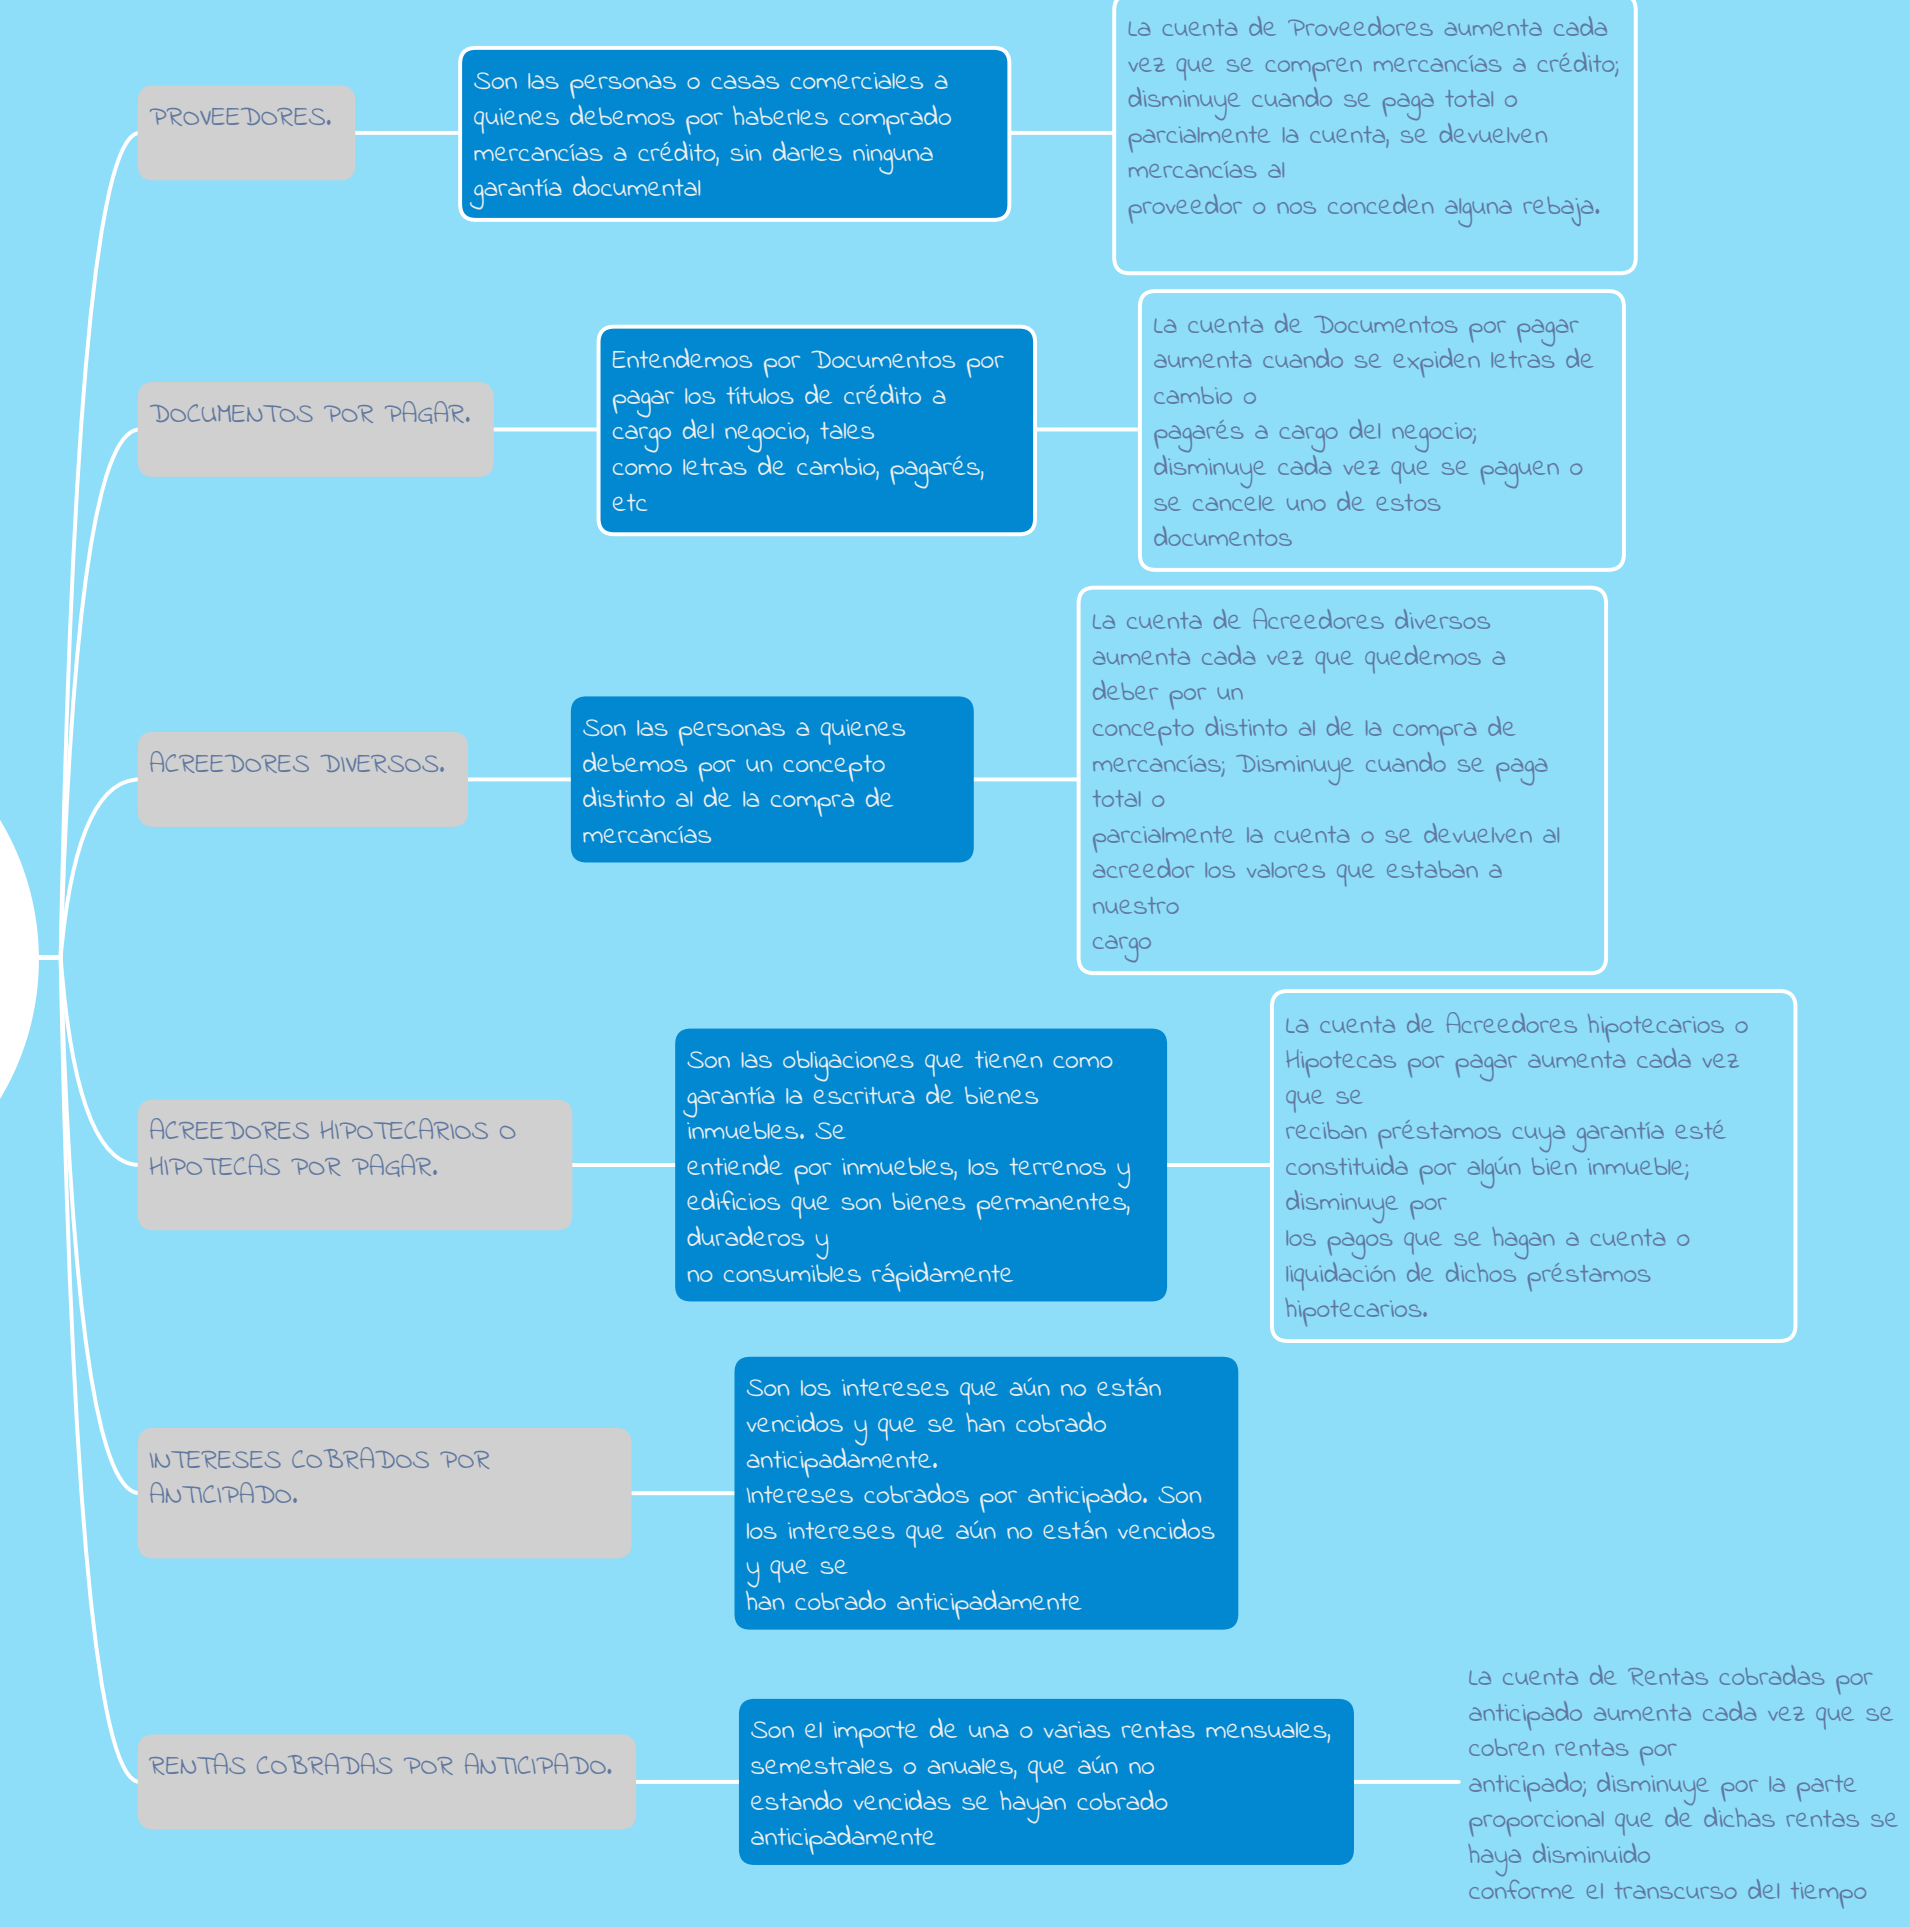 PROVEEDORES.
Son las personas o casas comerciales a
quienes debemos por haberles comprado
mercancías a crédito, sin darles ninguna
garantía documental
La cuenta de Proveedores aumenta cada
vez que se compren mercancías a crédito;
disminuye cuando se paga total o
parcialmente la cuenta, se devuelven
mercancías al
proveedor o nos conceden alguna rebaja.
DOCUMENTOS POR PAGAR.
Entendemos por Documentos por
pagar los títulos de crédito a
cargo del negocio, tales
como letras de cambio, pagarés,
etc
La cuenta de Documentos por pagar
aumenta cuando se expiden letras de
cambio o
pagarés a cargo del negocio;
disminuye cada vez que se paguen o
se cancele uno de estos
documentos
ACREEDORES DIVERSOS.
Son las personas a quienes
debemos por un concepto
distinto al de la compra de
mercancías
La cuenta de Acreedores diversos
aumenta cada vez que quedemos a
deber por un
concepto distinto al de la compra de
mercancías; Disminuye cuando se paga
total o
parcialmente la cuenta o se devuelven al
acreedor los valores que estaban a
nuestro
cargo
ACREEDORES HIPOTECARIOS O
HIPOTECAS POR PAGAR.
Son las obligaciones que tienen como
garantía la escritura de bienes
inmuebles. Se
entiende por inmuebles, los terrenos y
edificios que son bienes permanentes,
duraderos y
no consumibles rápidamente
La cuenta de Acreedores hipotecarios o
Hipotecas por pagar aumenta cada vez
que se
reciban préstamos cuya garantía esté
constituida por algún bien inmueble;
disminuye por
los pagos que se hagan a cuenta o
liquidación de dichos préstamos
hipotecarios.
INTERESES COBRADOS POR
ANTICIPADO.
Son los intereses que aún no están
vencidos y que se han cobrado
anticipadamente.
Intereses cobrados por anticipado. Son
los intereses que aún no están vencidos
y que se
han cobrado anticipadamente
RENTAS COBRADAS POR ANTICIPADO.
Son el importe de una o varias rentas mensuales,
semestrales o anuales, que aún no
estando vencidas se hayan cobrado
anticipadamente
La cuenta de Rentas cobradas por
anticipado aumenta cada vez que se
cobren rentas por
anticipado; disminuye por la parte
proporcional que de dichas rentas se
haya disminuido
conforme el transcurso del tiempo